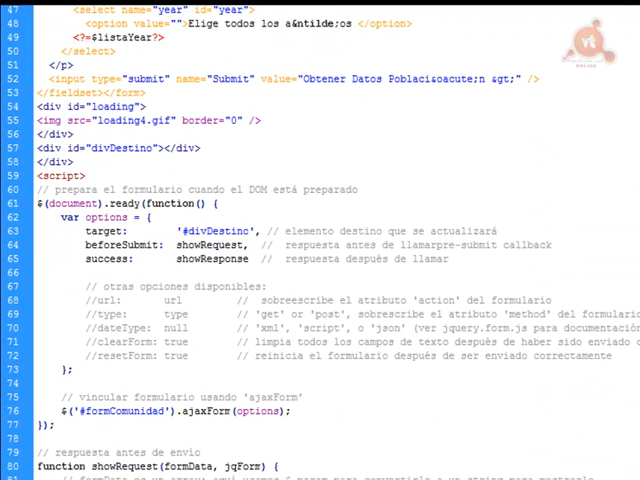 47 <select name="year" id="year">
48 <option value="">Elige todos los a&ntilde;os </option>
49 <?=$listaYear?>
50 </select>
51 </p>
52 <input type="submit" name="Submit" value="Obtener Datos Poblaci&oacute;n &gt;" />
53 </fieldset></form>
54 <div id="loading">
55 <img src="loading4.gif" border="0" />
56 </div>
57 <div id="divDestino"></div>
58 </div>
59 <script>
60 // prepara el formulario cuando el DOM está preparado
61 $(document).ready(function() {
62 var options = {
63 target: '#divDestino', // elemento destino que se actualizará
64 beforeSubmit: showRequest, // respuesta antes de llamarpre-submit callback
65 success: showResponse // respuesta después de llamar
66
67 // otras opciones disponibles:
68 //url: url // sobreescribe el atributo 'action' del formulario
69 //type: type // 'get' or 'post', sobrescribe el atributo 'method' del formulario
70 //dateType: null // 'xml', 'script', o 'json' (ver jquery.form.js para documentación
71 //clearForm: true // limpia todos los campos de texto después de haber sido enviado c
72 //resetForm: true // reinicia el formulario después de ser enviado correctamente
73 };
74
75 // vincular formulario usando 'ajaxForm'
76 $('#formComunidad').ajaxForm(options);
77 });
78
79 // respuesta antes de envío
80 function showRequest(formData, jqForm) {
vt
ONLINE